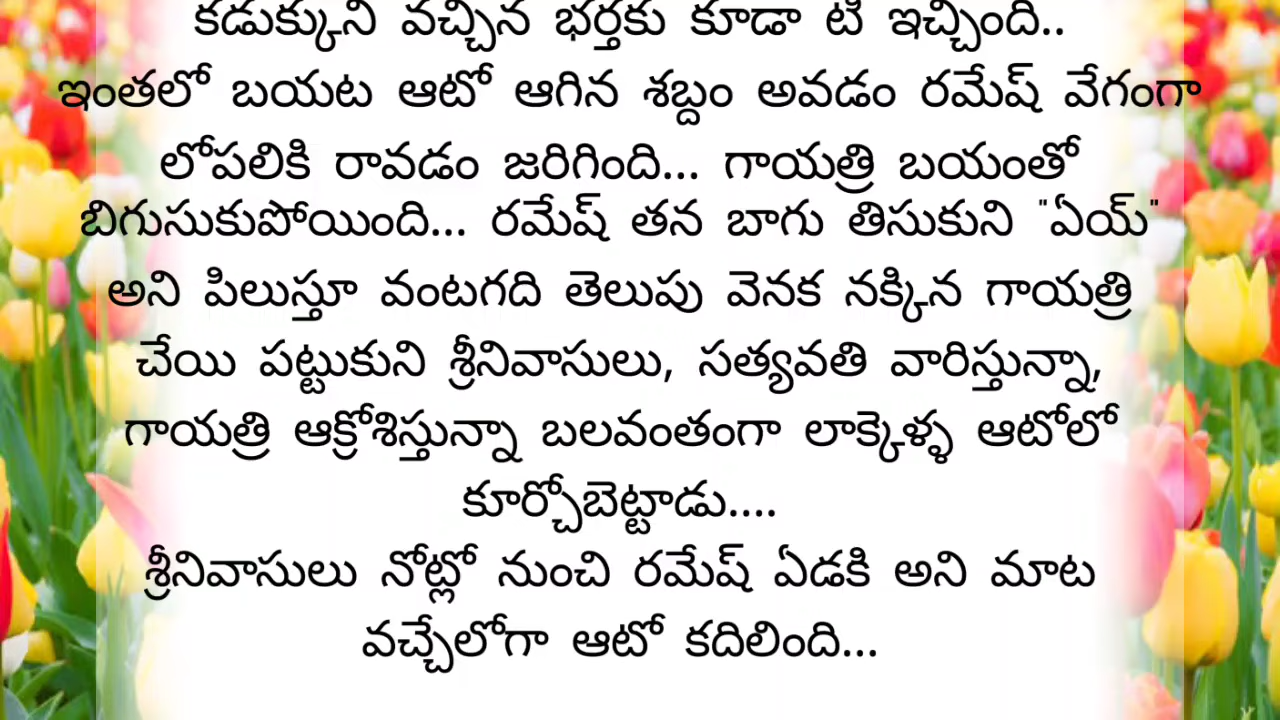 కడుక్కుని వచ్చిన భర్తకు కూడా టీ ఇచ్చింది..
ఇంతలో బయట ఆటో ఆగిన శబ్దం అవడం రమేష్ వేగంగా
లోపలికి రావడం జరిగింది... గాయత్రి బయంతో
బిగుసుకుపోయింది... రమేష్ తన బాగు తిసుకుని "ఏయ్"
అని పిలుస్తూ వంటగది తెలుపు వెనక నక్కిన గాయత్రి
చేయి పట్టుకుని శ్రీనివాసులు, సత్యవతి వారిస్తున్నా,
గాయత్రి ఆక్రోశిస్తున్నా బలవంతంగా లాక్కెళ్ళ ఆటోలో
కూర్చోబెట్టాడు....
శ్రీనివాసులు నోట్లో నుంచి రమేష్ ఏడకి అని మాట
వచ్చేలోగా ఆటో కదిలింది...